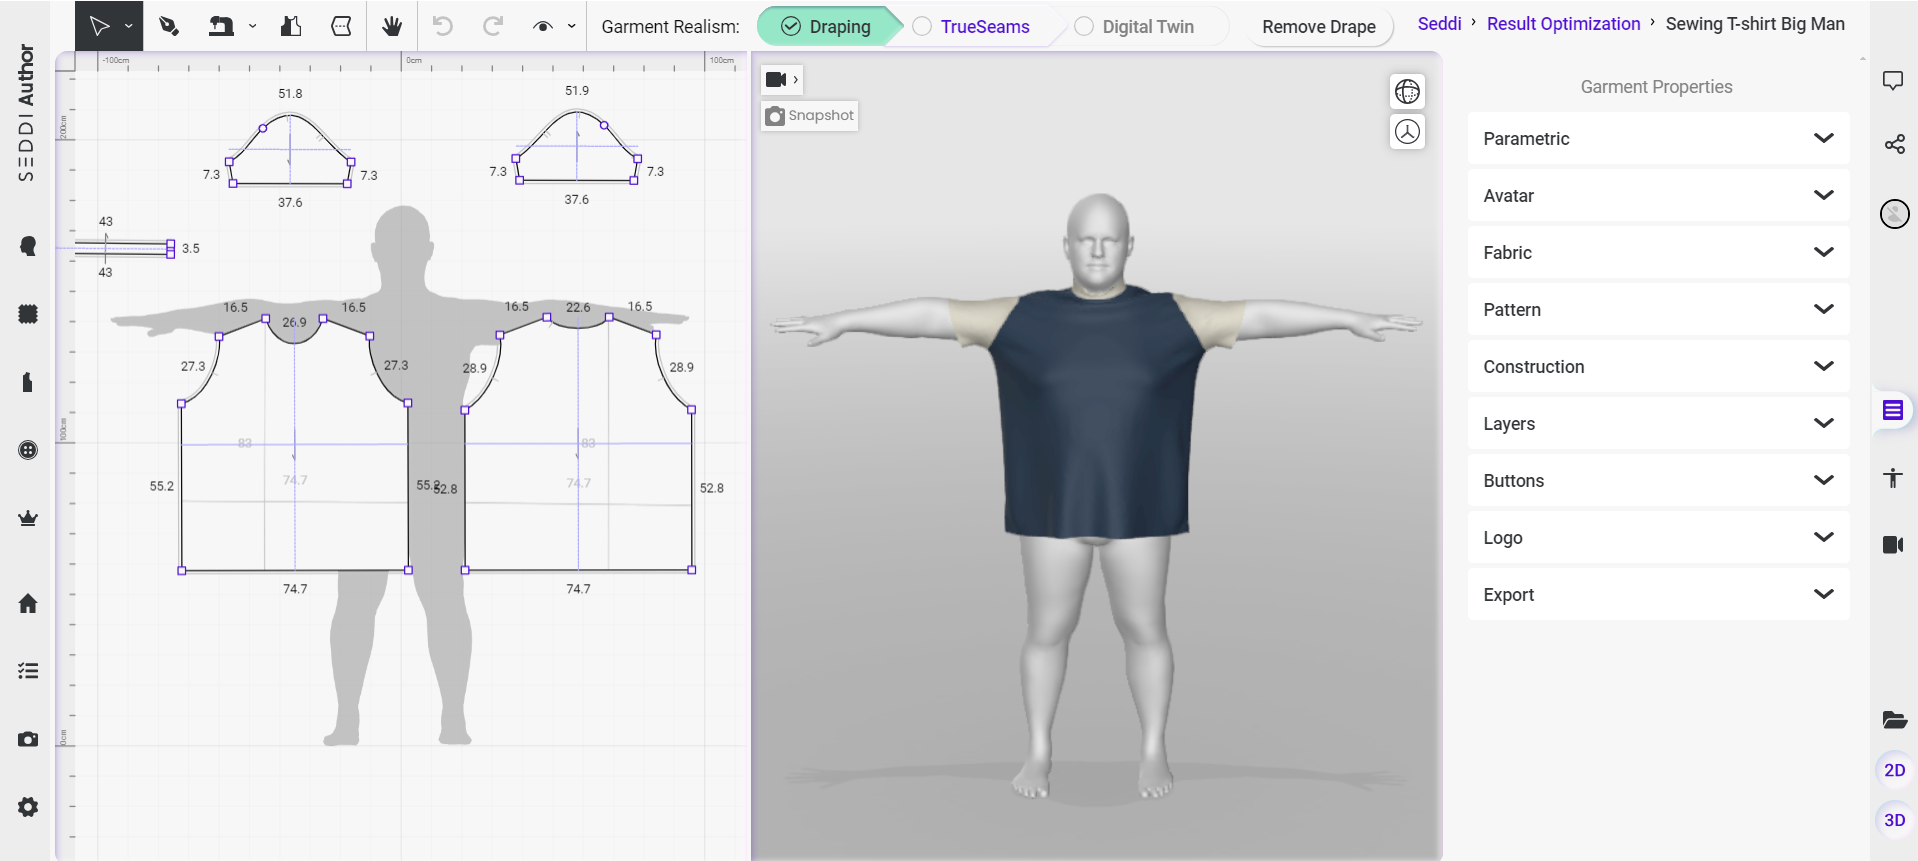 SEDDI Author
Garment Realism:
Draping
TrueSeams
Digital Twin
Remove Drape
Seddi › Result Optimization › Sewing T-shirt Big Man
-100cm
0cm
100cm
200cm
100cm
0cm
51.8
7.3
7.3
37.6
51.9
7.3
7.3
37.6
43
3.5
43
16.5
26.9
16.5
27.3
27.3
83
74.7
55.2
55.2
74.7
16.5
22.6
16.5
28.9
28.9
83
74.7
52.8
52.8
74.7
Snapshot
Garment Properties
Parametric
Avatar
Fabric
Pattern
Construction
Layers
Buttons
Logo
Export
2D
3D